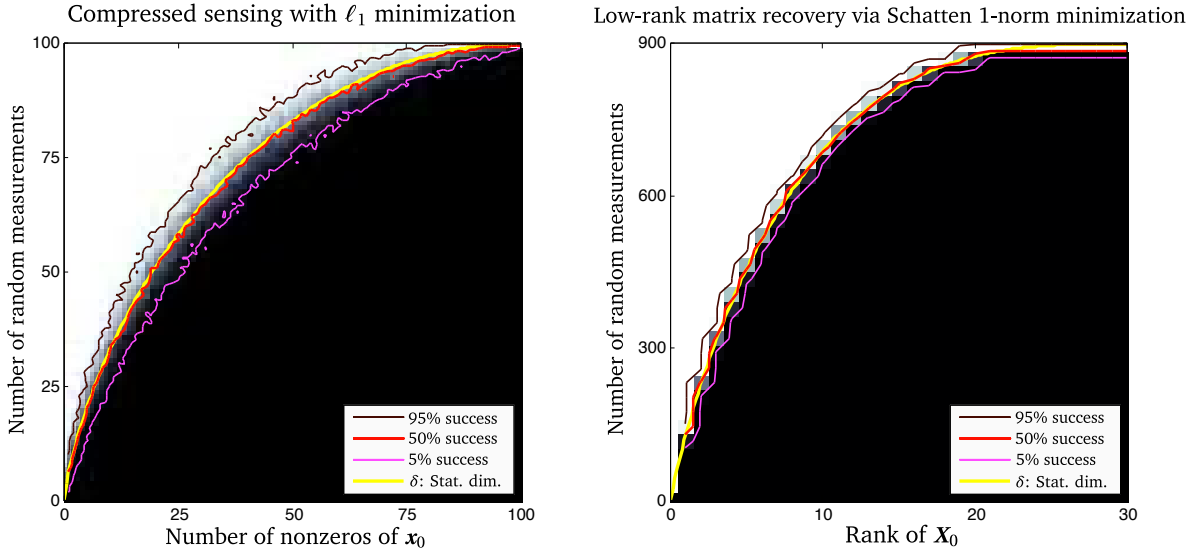 Compressed sensing with ℓ₁ minimization
100
75
50
25
0
0 25 50 75 100
Number of random measurements
Number of nonzeros of x₀
95% success
50% success
5% success
δ: Stat. dim.
Low-rank matrix recovery via Schatten 1-norm minimization
900
600
300
0
0 10 20 30
Number of random measurements
Rank of X₀
95% success
50% success
5% success
δ: Stat. dim.